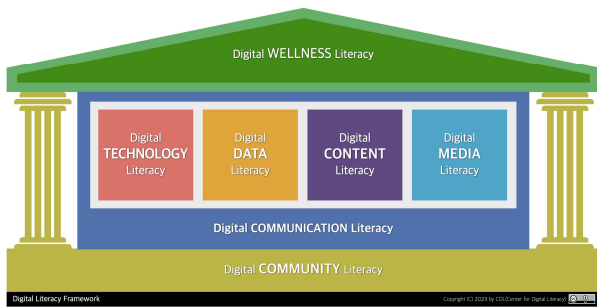 Digital WELLNESS Literacy
Digital
TECHNOLOGY
Literacy
Digital
DATA
Literacy
Digital
CONTENT
Literacy
Digital
MEDIA
Literacy
Digital COMMUNICATION Literacy
Digital COMMUNITY Literacy
Digital Literacy Framework
Copyright (C) 2023 by CDL(Center for Digital Literacy)